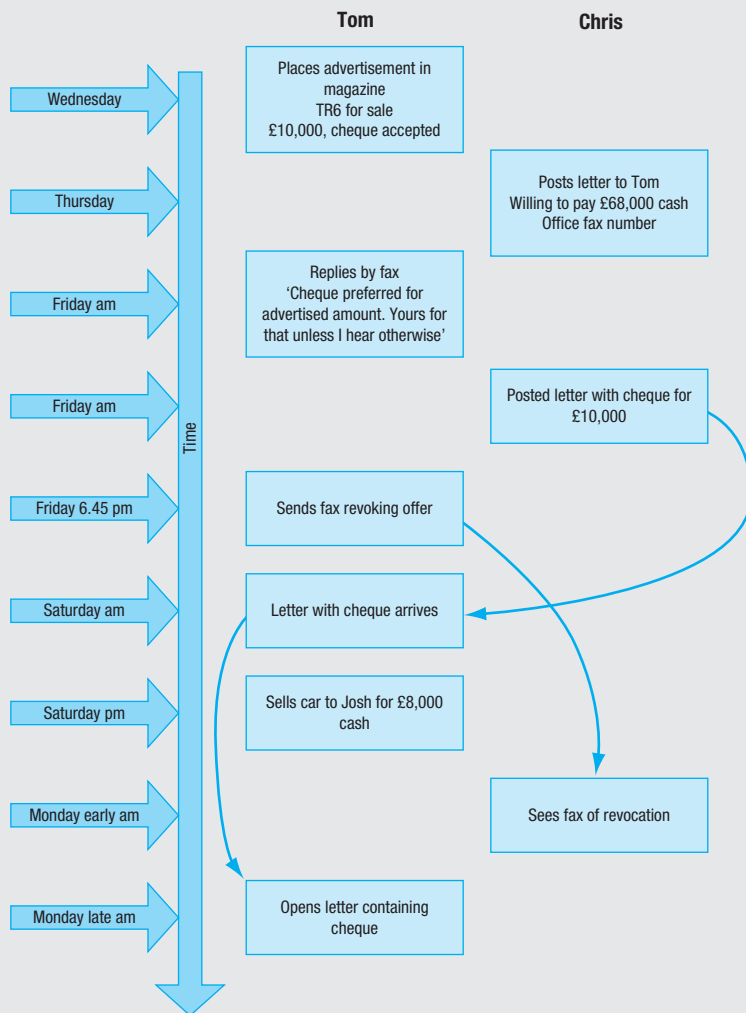 Tom
Chris
Wednesday
Places advertisement in
magazine
TR6 for sale
£10,000, cheque accepted
Thursday
Posts letter to Tom
Willing to pay £68,000 cash
Office fax number
Friday am
Replies by fax
‘Cheque preferred for
advertised amount. Yours for
that unless I hear otherwise’
Friday am
Time
Posted letter with cheque for
£10,000
Friday 6.45 pm
Sends fax revoking offer
Saturday am
Letter with cheque arrives
Saturday pm
Sells car to Josh for £8,000
cash
Monday early am
Sees fax of revocation
Monday late am
Opens letter containing
cheque